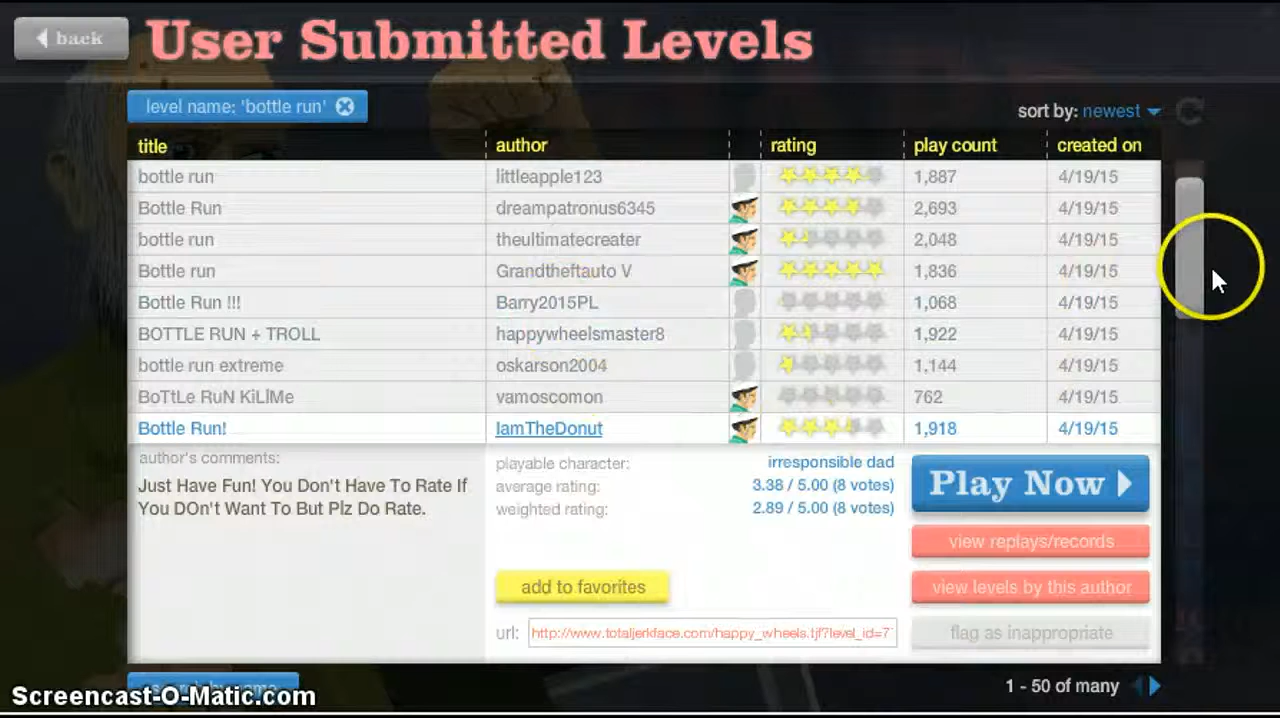 back
User Submitted Levels
level name: 'bottle run'
sort by: newest
title author rating play count created on
bottle run littleapple123 1,887 4/19/15
Bottle Run dreampatronus6345 2,693 4/19/15
bottle run theultimatecreater 2,048 4/19/15
Bottle run Grandtheftauto V 1,836 4/19/15
Bottle Run !!! Barry2015PL 1,068 4/19/15
BOTTLE RUN + TROLL happywheelsmaster8 1,922 4/19/15
bottle run extreme oskarson2004 1,144 4/19/15
BoTtLe RuN KiLlMe vamoscomon 762 4/19/15
Bottle Run! IamTheDonut 1,918 4/19/15
author's comments:
Just Have Fun! You Don't Have To Rate If
You DOn't Want To But Plz Do Rate.
playable character: irresponsible dad
average rating: 3.38 / 5.00 (8 votes)
weighted rating: 2.89 / 5.00 (8 votes)
Play Now
view replays/records
add to favorites
view levels by this author
url: http://www.totaljerkface.com/happy_wheels.tjf?level_id=7
flag as inappropriate
1 - 50 of many
Screencast-O-Matic.com